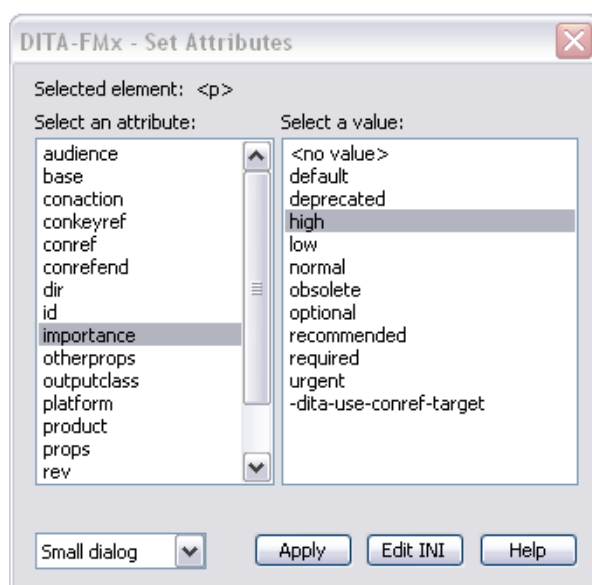 DITA-FMx - Set Attributes
Selected element: <p>
Select an attribute:
audience
base
conaction
conkeyref
conref
conrefend
dir
id
importance
otherprops
outputclass
platform
product
props
rev
Select a value:
<no value>
default
deprecated
high
low
normal
obsolete
optional
recommended
required
urgent
-dita-use-conref-target
Small dialog
Apply
Edit INI
Help